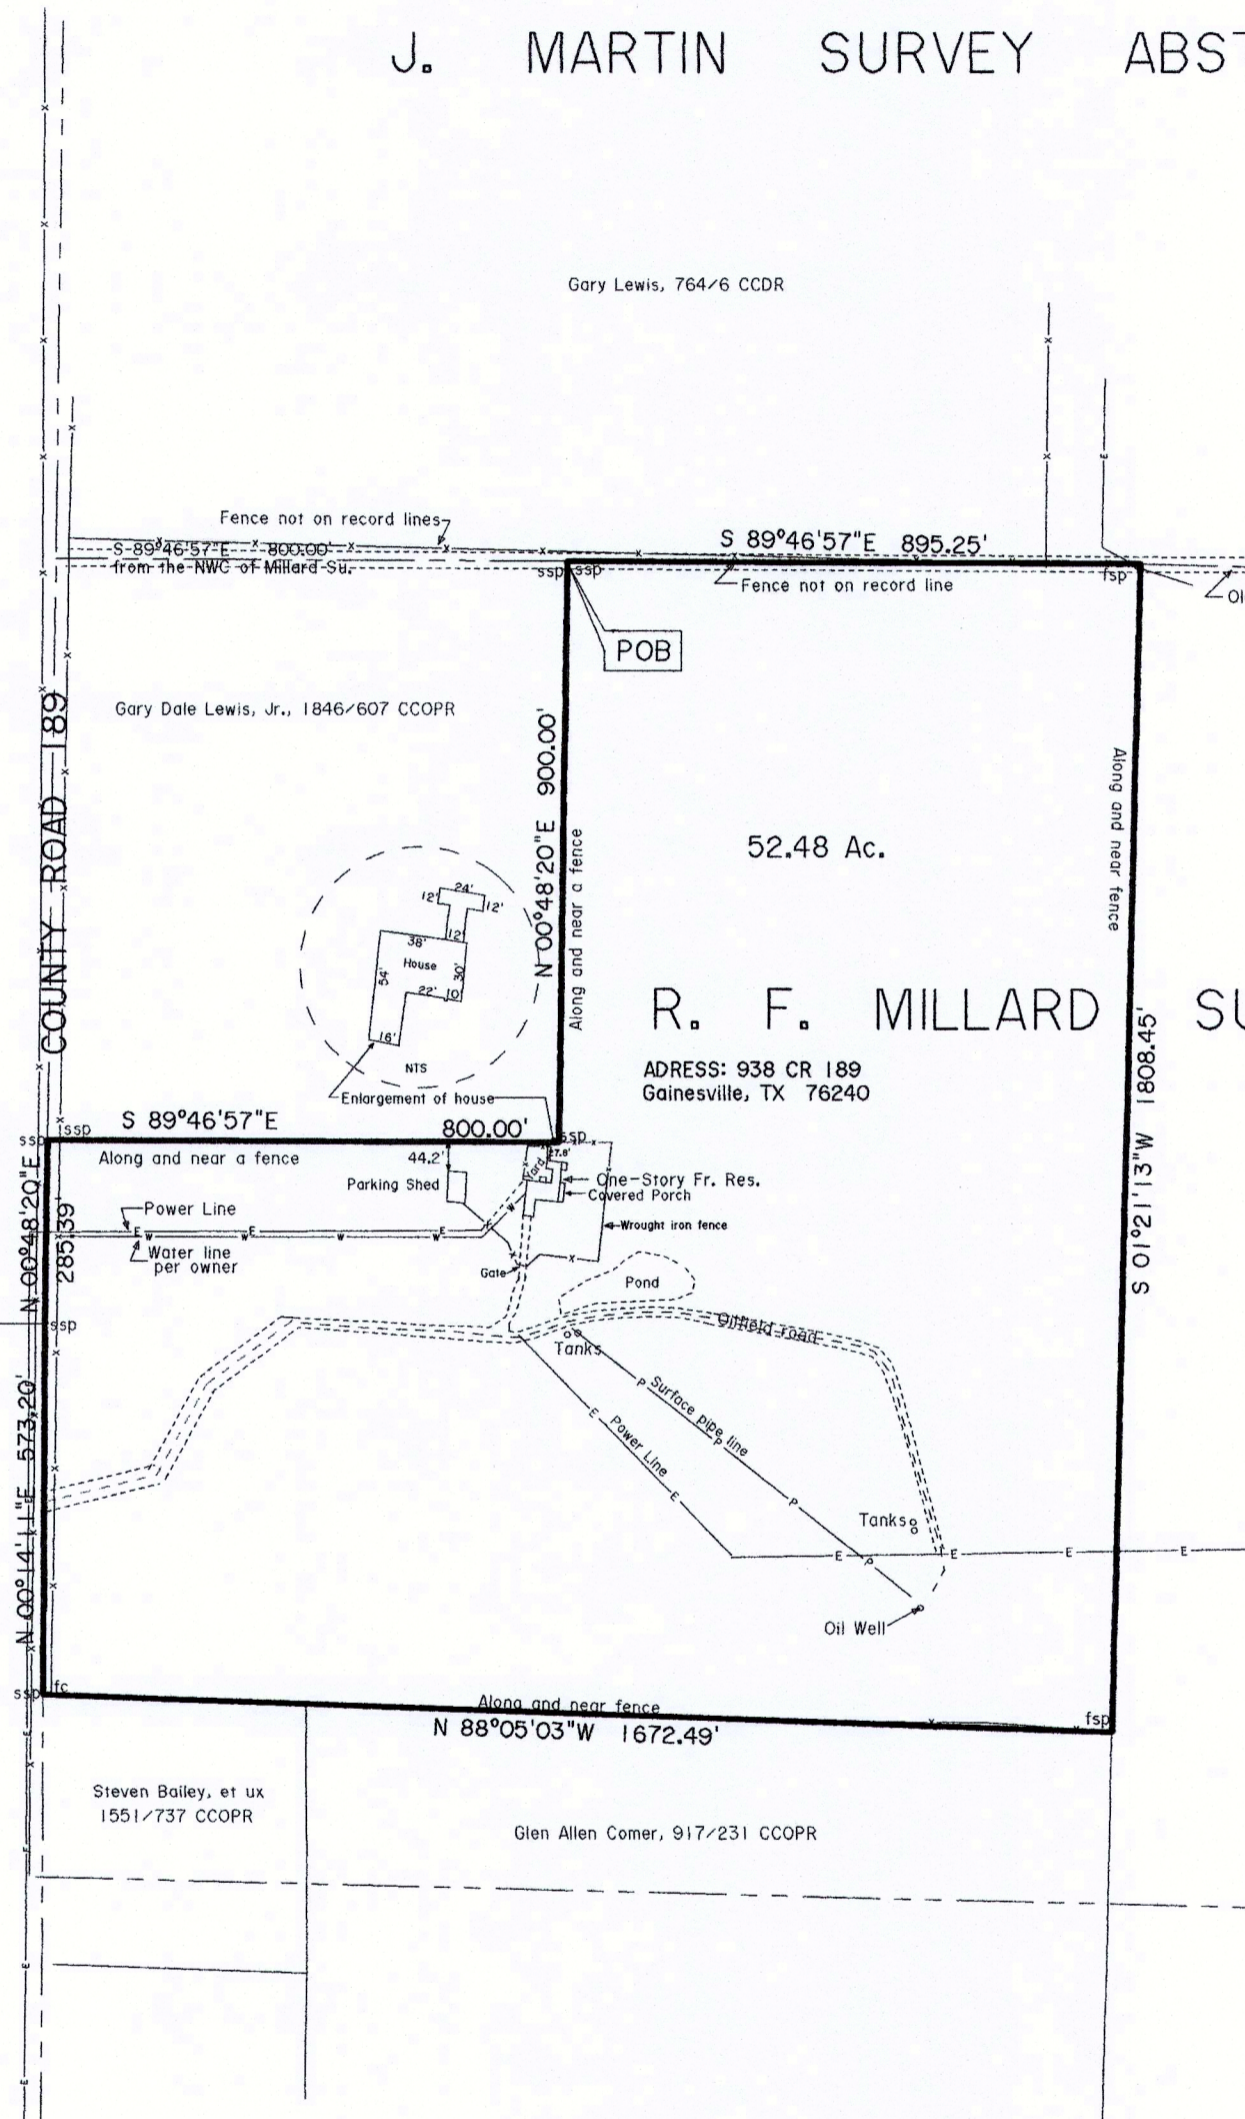 J. MARTIN SURVEY ABST
Gary Lewis, 764/6 CCDR
Fence not on record lines
S 89°46'57"E 895.25'
S 89°46'57"E 800.00'
from the NWC of Millard Su.
ssp
ssp
fsp
Fence not on record line
Ol
POB
Gary Dale Lewis, Jr., 1846/607 CCOPR
COUNTY ROAD 189
N 00°48'20"E 900.00'
Along and near a fence
Along and near fence
52.48 Ac.
24'
12'
12'
12'
38'
House
54'
30'
22'
10'
16'
NTS
Enlargement of house
R. F. MILLARD SU
ADRESS: 938 CR 189
Gainesville, TX 76240
S 01°21'13"W 1808.45'
S 89°46'57"E 800.00'
ssp
ssp
ssp
Along and near a fence
44.2'
27.8'
Yard
Parking Shed
One-Story Fr. Res.
Covered Porch
Wrought iron fence
N 00°48'20"E
285.39'
Power Line
E E E E
W W W W W
Water line
per owner
Gate
Pond
ssp
Oilfield road
Tanks
Surface pipe line
P P P P
Power Line
E E
N 00°14'11"E 573.20'
Tanks
E E E E
Oil Well
ssp
fc
Along and near fence
N 88°05'03"W 1672.49'
fsp
Steven Bailey, et ux
1551/737 CCOPR
Glen Allen Comer, 917/231 CCOPR